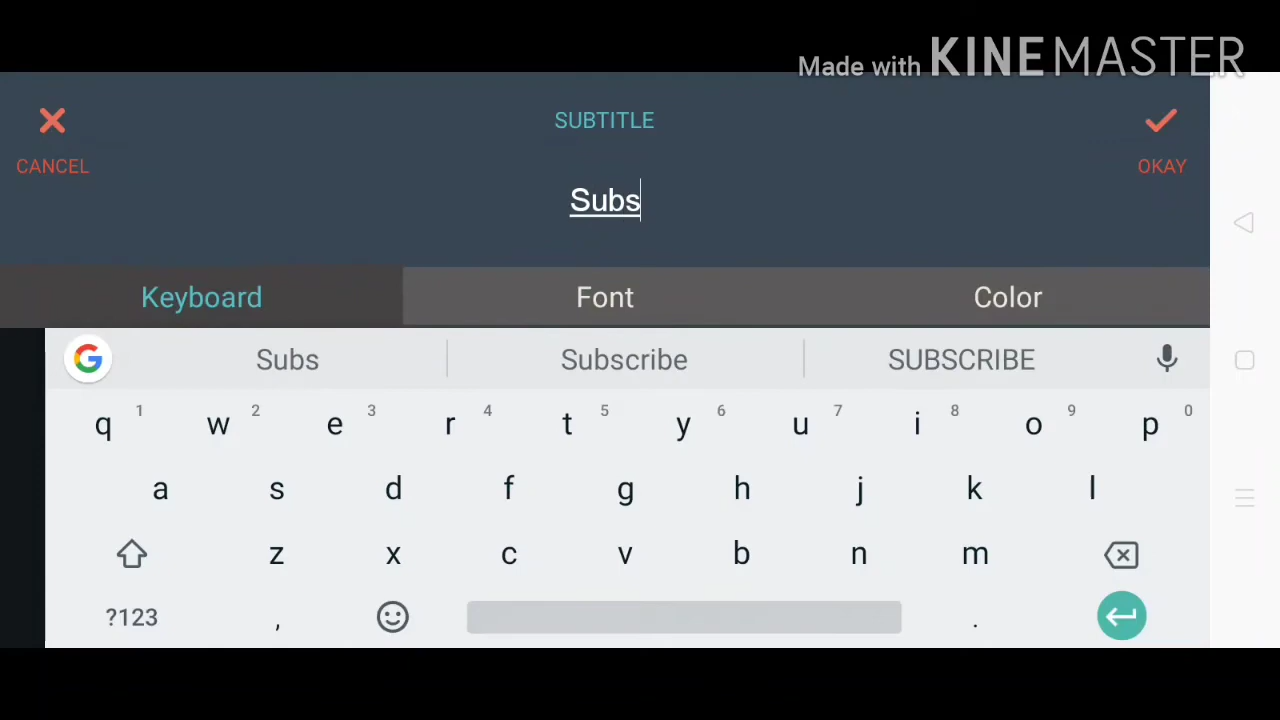 Made with KINEMASTER
SUBTITLE
CANCEL
OKAY
Subs
Keyboard Font Color
G Subs Subscribe SUBSCRIBE
q 1 w 2 e 3 r 4 t 5 y 6 u 7 i 8 o 9 p 0
a s d f g h j k l
z x c v b n m
?123 , .